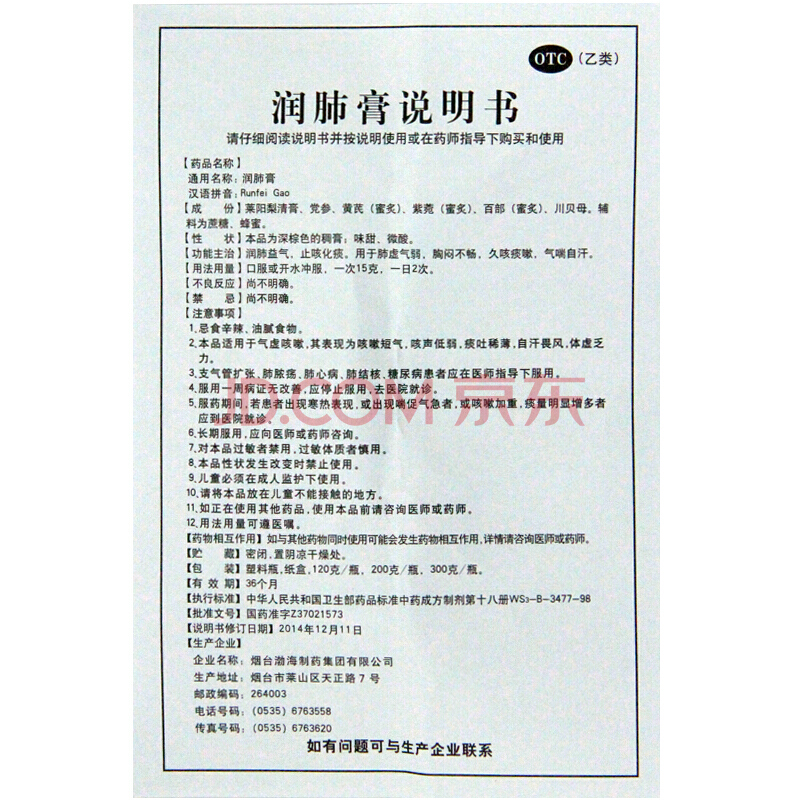 OTC（乙类）
润肺膏说明书
请仔细阅读说明书并按说明使用或在药师指导下购买和使用
【药品名称】
通用名称：润肺膏
汉语拼音：Runfei Gao
【成　份】莱阳梨清膏、党参、黄芪（蜜炙）、紫菀（蜜炙）、百部（蜜炙）、川贝母。辅
料为蔗糖、蜂蜜。
【性　状】本品为深棕色的稠膏；味甜、微酸。
【功能主治】润肺益气，止咳化痰。用于肺虚气弱，胸闷不畅，久咳痰嗽，气喘自汗。
【用法用量】口服或开水冲服，一次15克，一日2次。
【不良反应】尚不明确。
【禁　忌】尚不明确。
【注意事项】
1.忌食辛辣、油腻食物。
2.本品适用于气虚咳嗽，其表现为咳嗽短气，咳声低弱，痰吐稀薄，自汗畏风，体虚乏
力。
3.支气管扩张、肺脓疡、肺心病、肺结核、糖尿病患者应在医师指导下服用。
4.服用一周病证无改善，应停止服用，去医院就诊。
5.服药期间，若患者出现寒热表现，或出现喘促气急者，或咳嗽加重，痰量明显增多者
应到医院就诊。
6.长期服用，应向医师或药师咨询。
7.对本品过敏者禁用，过敏体质者慎用。
8.本品性状发生改变时禁止使用。
9.儿童必须在成人监护下使用。
10.请将本品放在儿童不能接触的地方。
11.如正在使用其他药品，使用本品前请咨询医师或药师。
12.用法用量可遵医嘱。
【药物相互作用】如与其他药物同时使用可能会发生药物相互作用，详情请咨询医师或药师。
【贮　藏】密闭，置阴凉干燥处。
【包　装】塑料瓶，纸盒，120克/瓶、200克/瓶、300克/瓶。
【有 效 期】36个月
【执行标准】中华人民共和国卫生部药品标准中药成方制剂第十八册WS3-B-3477-98
【批准文号】国药准字Z37021573
【说明书修订日期】2014年12月11日
【生产企业】
企业名称：烟台渤海制药集团有限公司
生产地址：烟台市莱山区天正路7号
邮政编码：264003
电话号码：(0535) 6763558
传真号码：(0535) 6763620
如有问题可与生产企业联系
JD.COM 京东